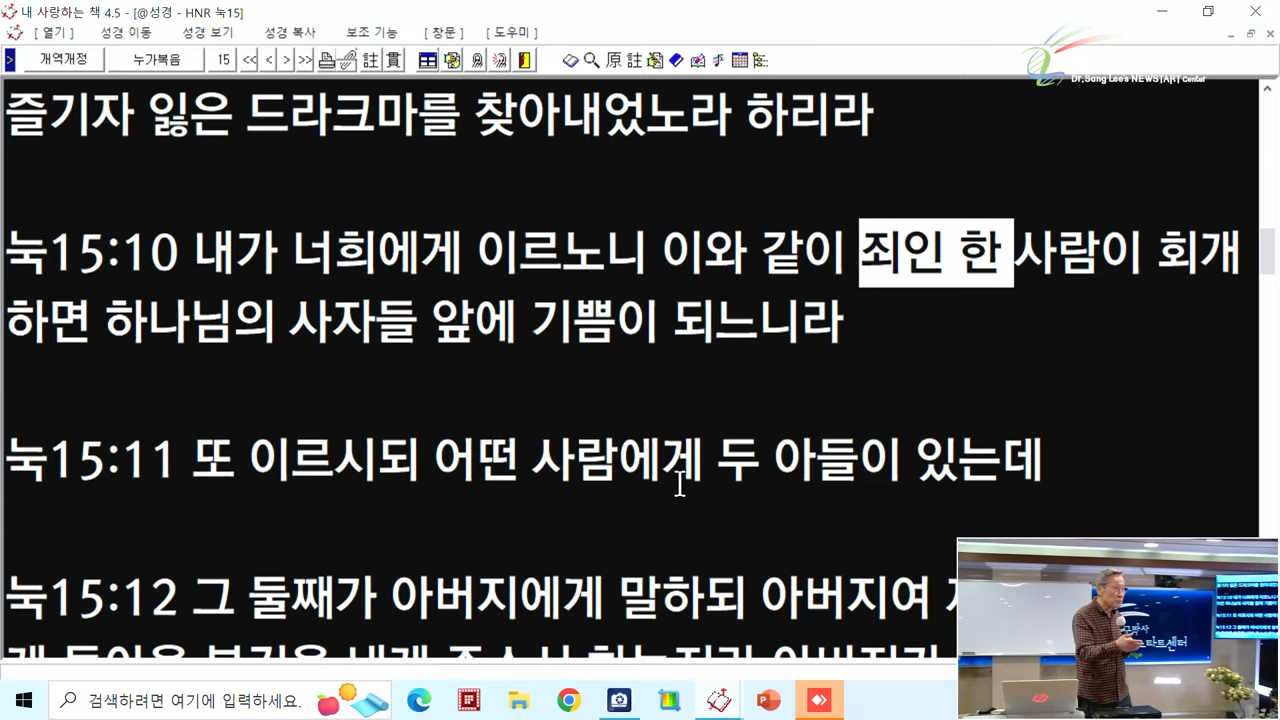 내 사랑하는 책 4.5 - [@성경 - HNR 눅15]
[ 열기 ] 성경 이동 성경 보기 성경 복사 보조 기능 [ 창문 ] [ 도우미 ]
> 개역개정 누가복음 15 << < > >> 註 貫 原 註
Dr.Sang Lee's NEWSTART Center
즐기자 잃은 드라크마를 찾아내었노라 하리라
눅15:10 내가 너희에게 이르노니 이와 같이 죄인 한 사람이 회개
하면 하나님의 사자들 앞에 기쁨이 되느니라
눅15:11 또 이르시되 어떤 사람에게 두 아들이 있는데
눅15:12 그 둘째가 아버지에게 말하되 아버지여
검색하려면 여기에 입력하세요.